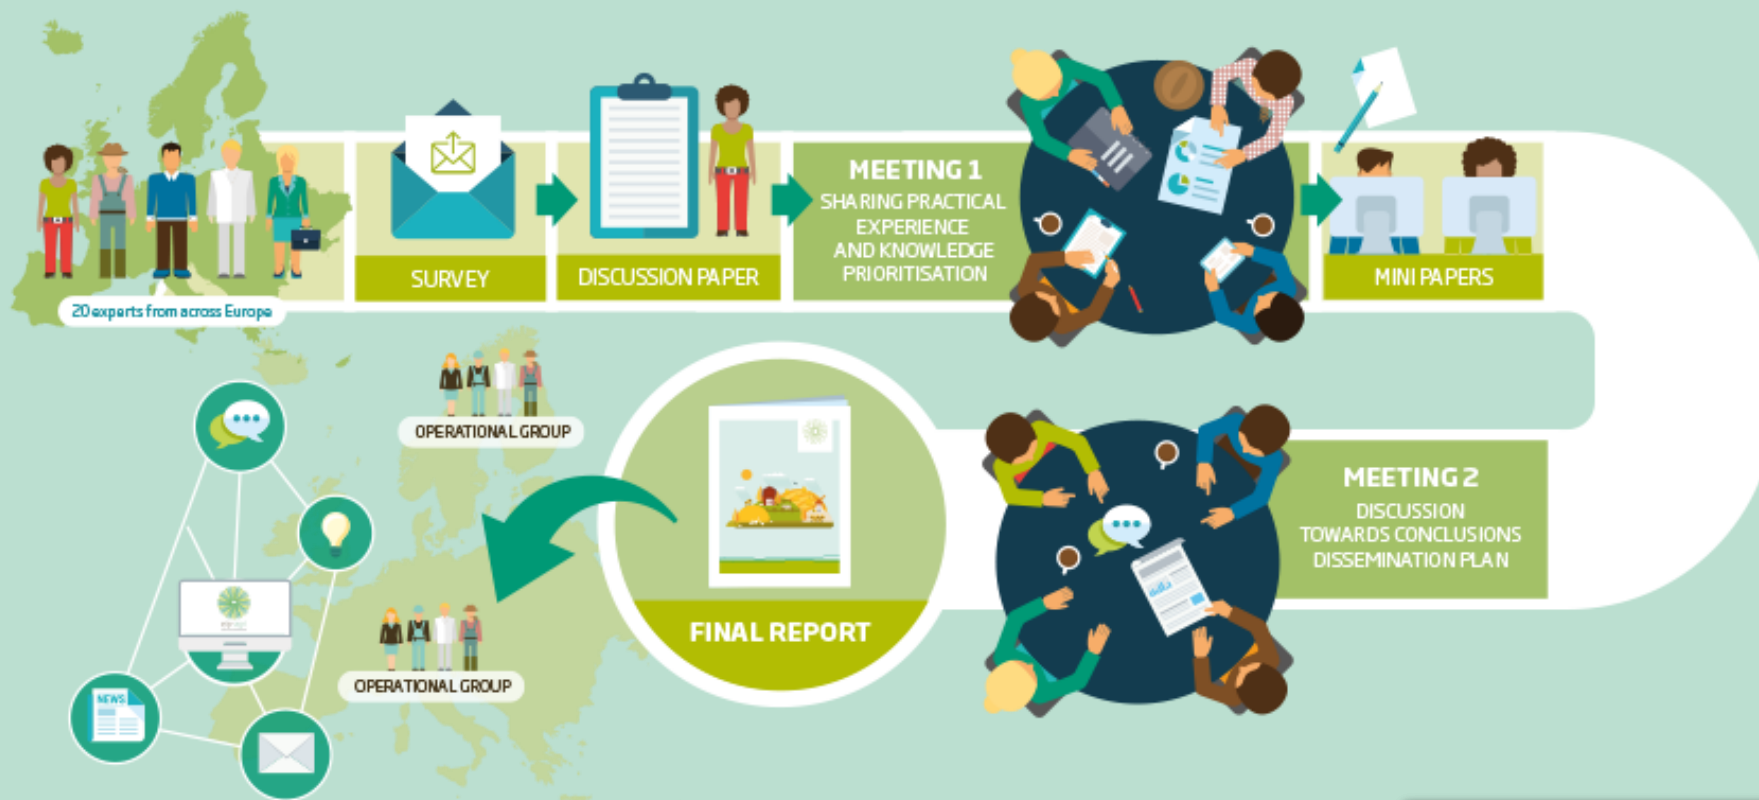 20 experts from across Europe
SURVEY
DISCUSSION PAPER
MEETING 1
SHARING PRACTICAL
EXPERIENCE
AND KNOWLEDGE
PRIORITISATION
MINI PAPERS
MEETING 2
DISCUSSION
TOWARDS CONCLUSIONS
DISSEMINATION PLAN
FINAL REPORT
OPERATIONAL GROUP
OPERATIONAL GROUP
NEWS